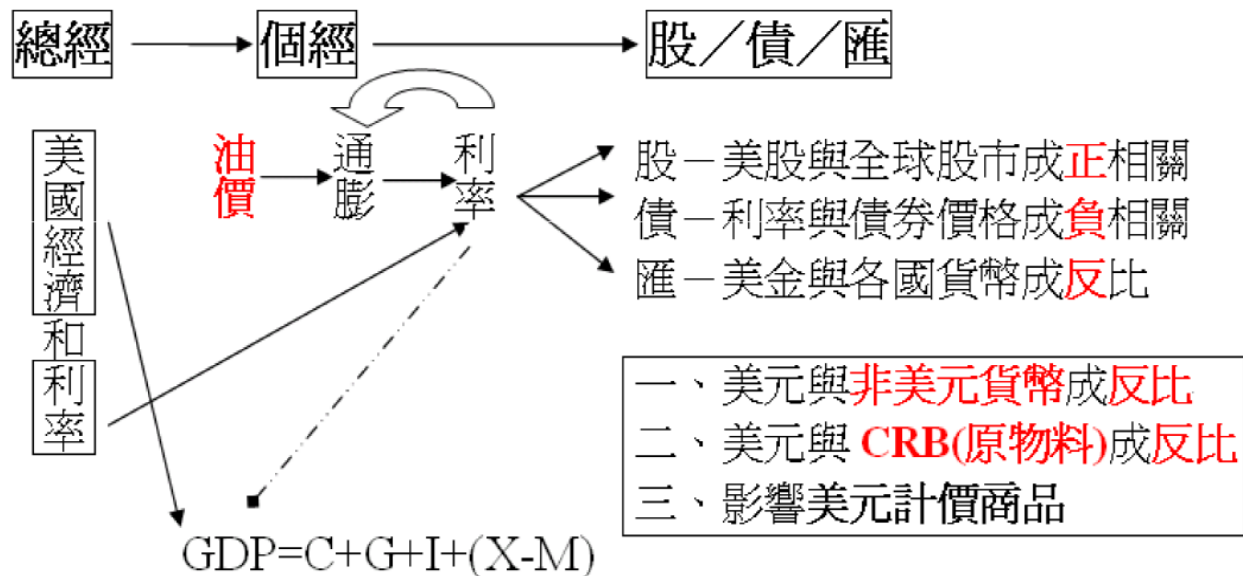 總經
個經
股／債／匯
美國經濟和利率
油價
通膨
利率
股－美股與全球股市成正相關
債－利率與債券價格成負相關
匯－美金與各國貨幣成反比
一、美元與非美元貨幣成反比
二、美元與 CRB(原物料)成反比
三、影響美元計價商品
GDP=C+G+I+(X-M)